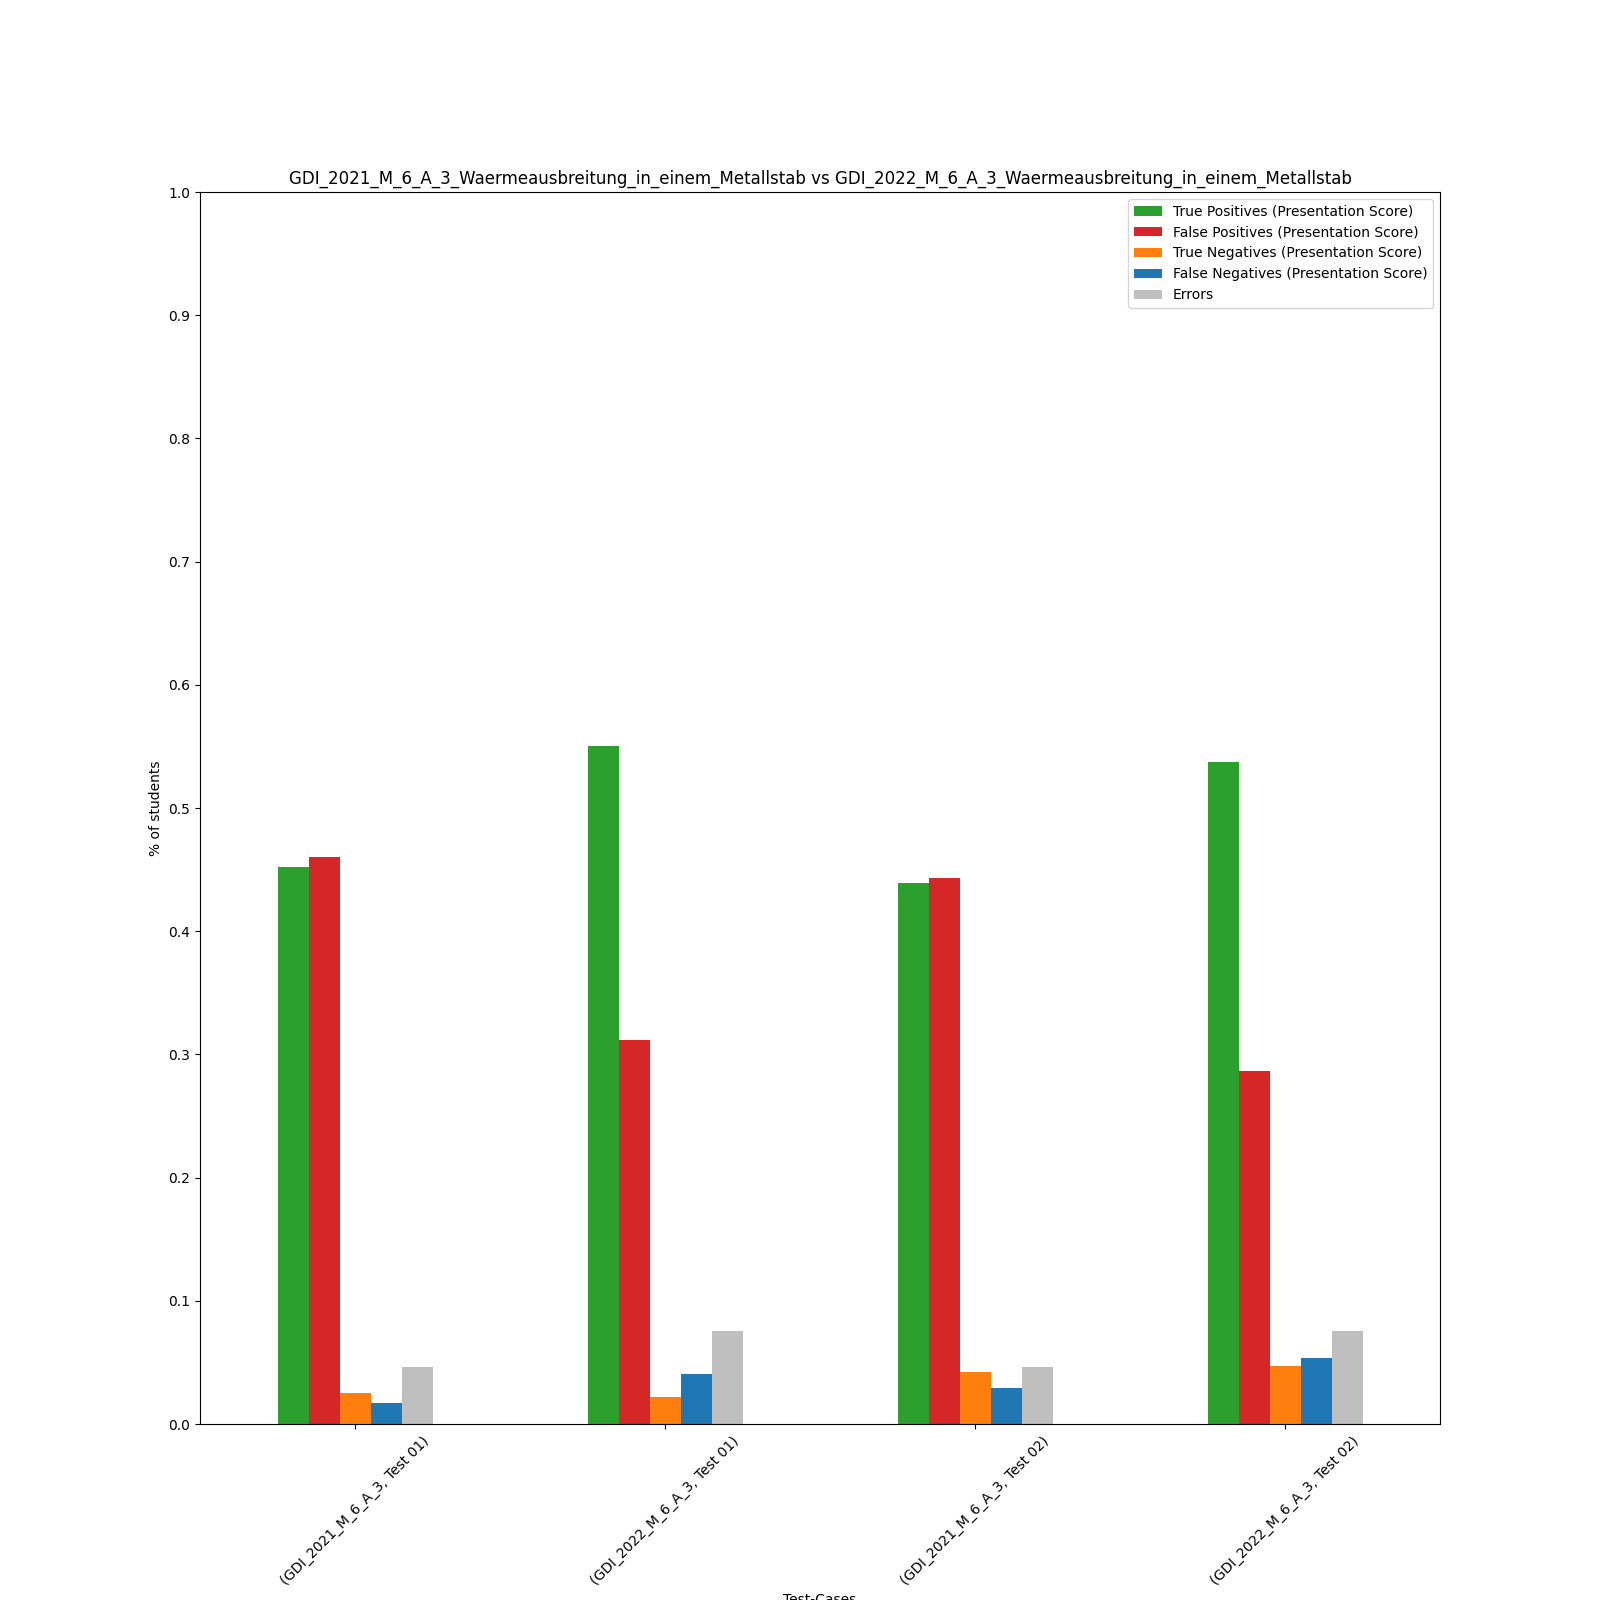 GDI_2021_M_6_A_3_Waermeausbreitung_in_einem_Metallstab vs GDI_2022_M_6_A_3_Waermeausbreitung_in_einem_Metallstab
True Positives (Presentation Score)
False Positives (Presentation Score)
True Negatives (Presentation Score)
False Negatives (Presentation Score)
Errors
1.0
0.9
0.8
0.7
0.6
0.5
0.4
0.3
0.2
0.1
0.0
% of students
(GDI_2021_M_6_A_3, Test 01)
(GDI_2022_M_6_A_3, Test 01)
(GDI_2021_M_6_A_3, Test 02)
(GDI_2022_M_6_A_3, Test 02)
Test-Cases